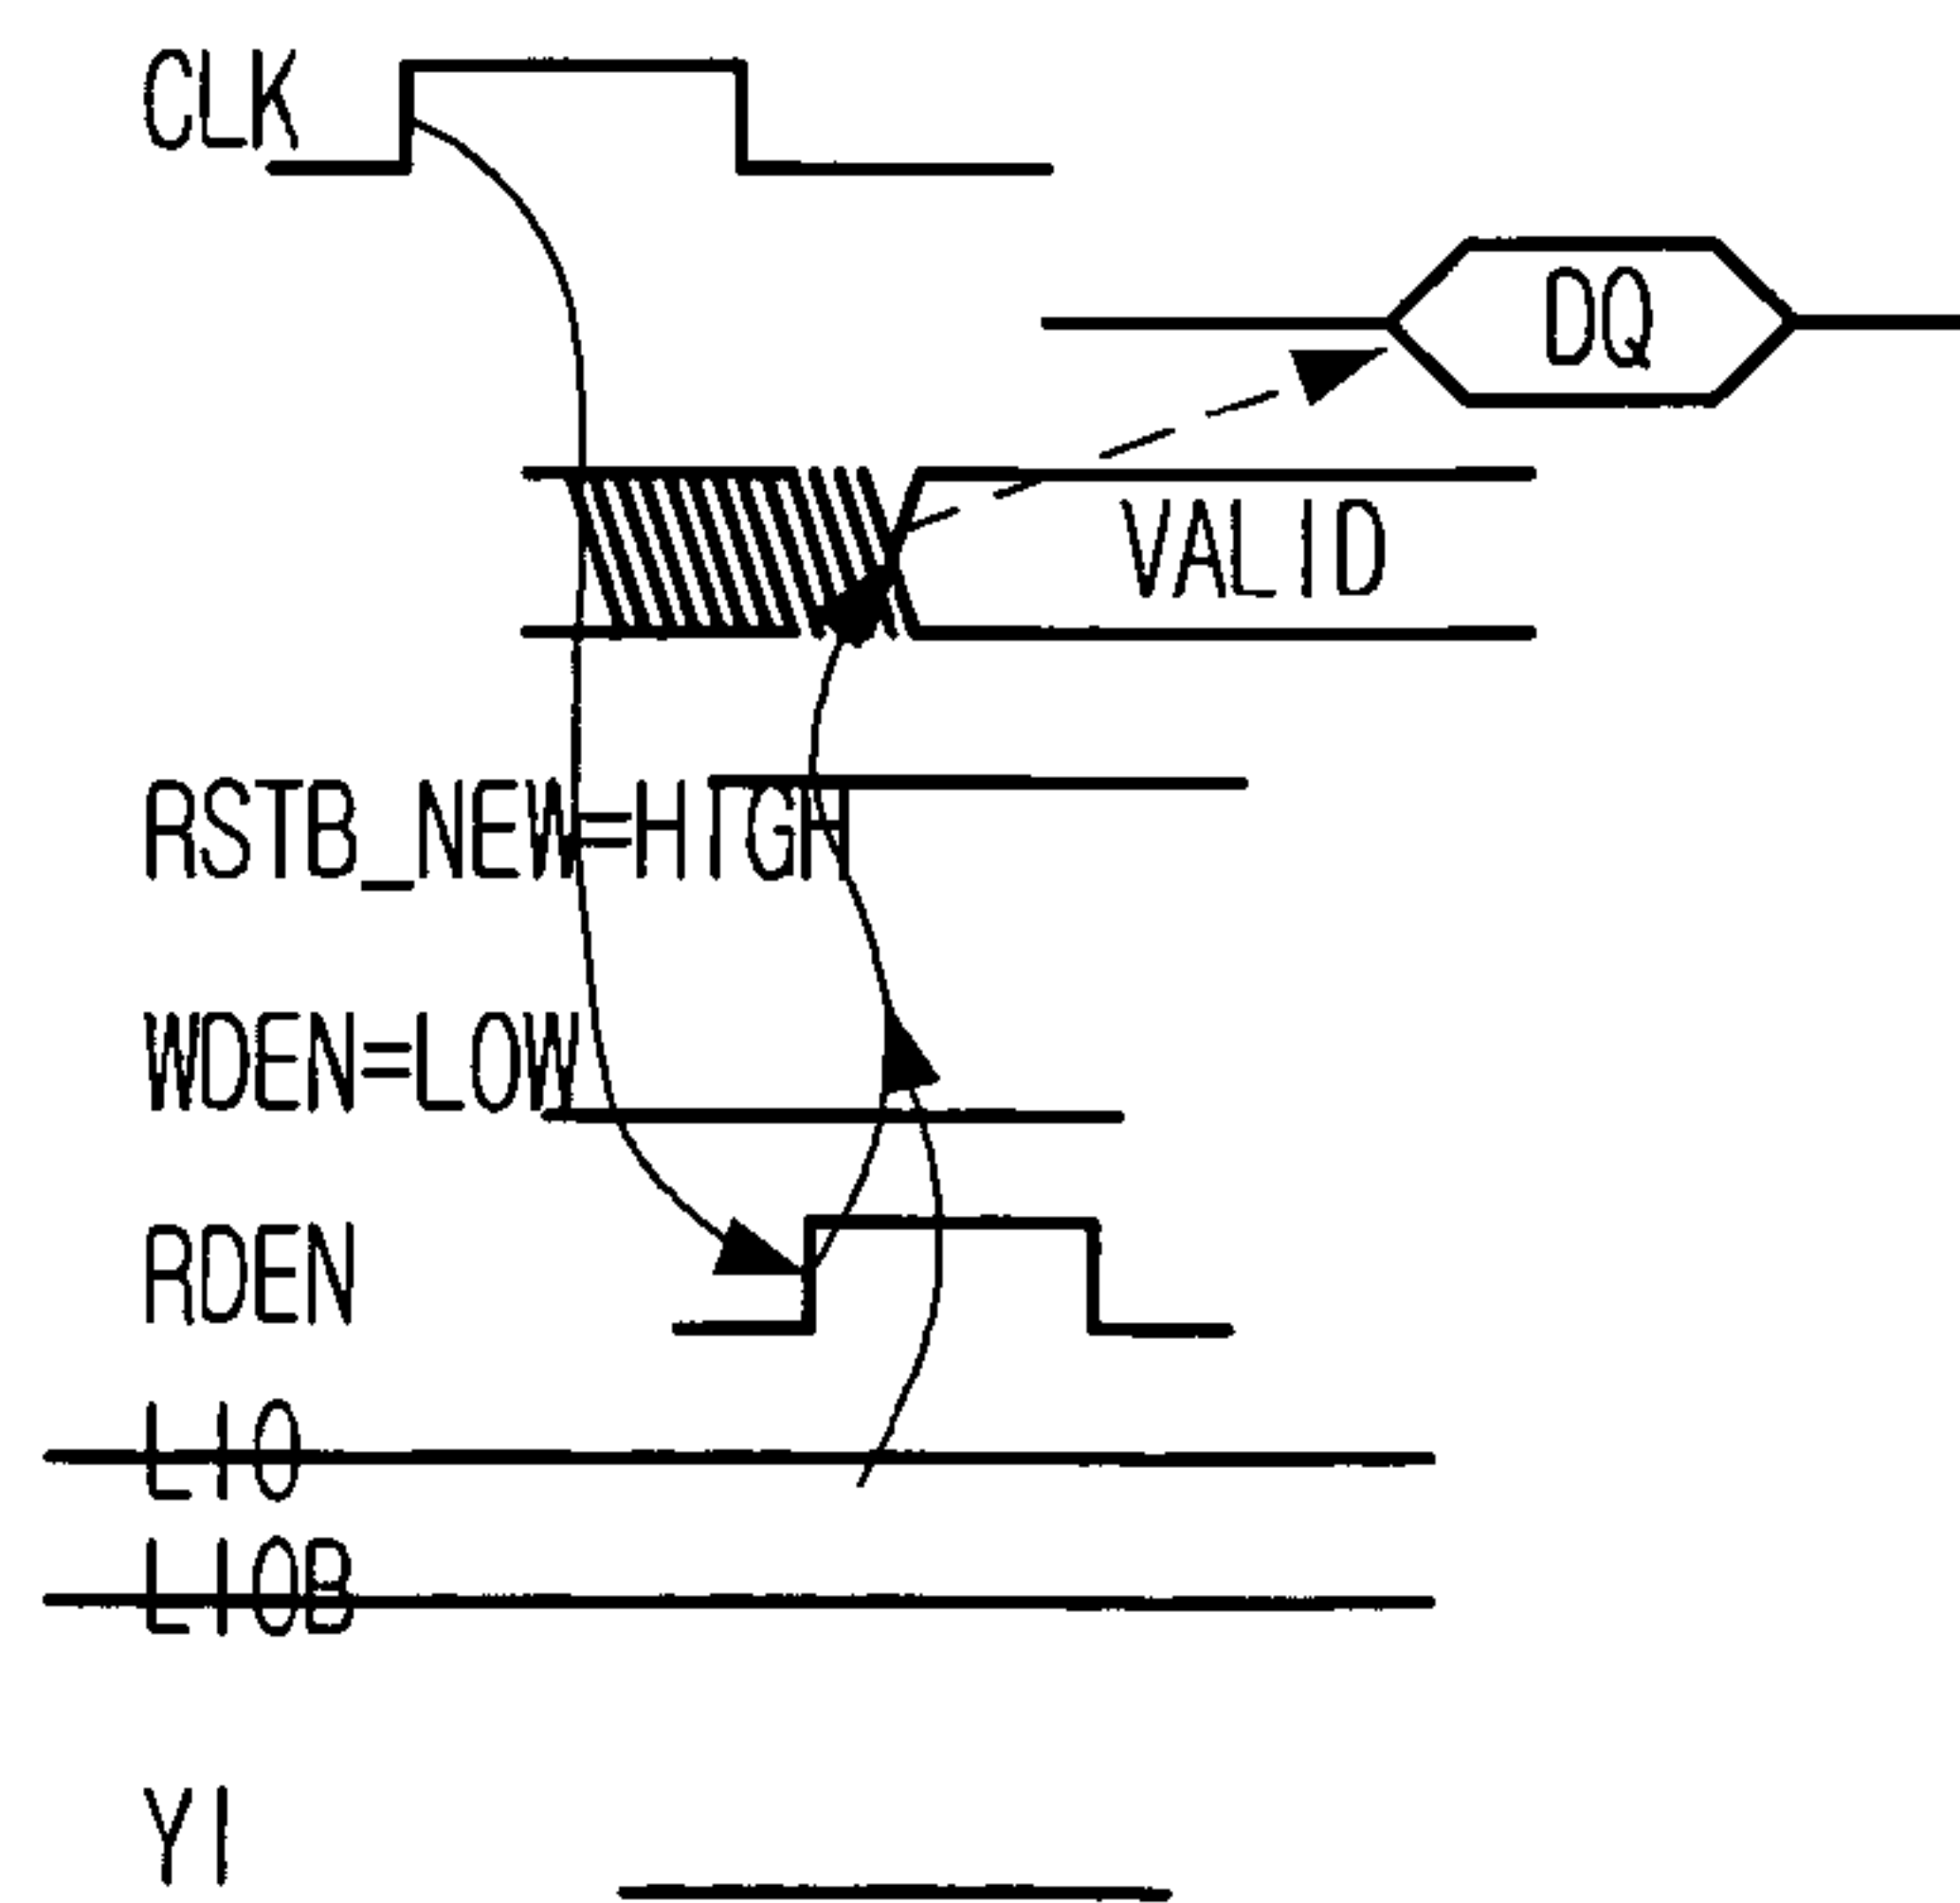 CLK
DQ
VALID
RSTB_NEW=HIGH
WDEN=LOW
RDEN
LIO
LIOB
YI